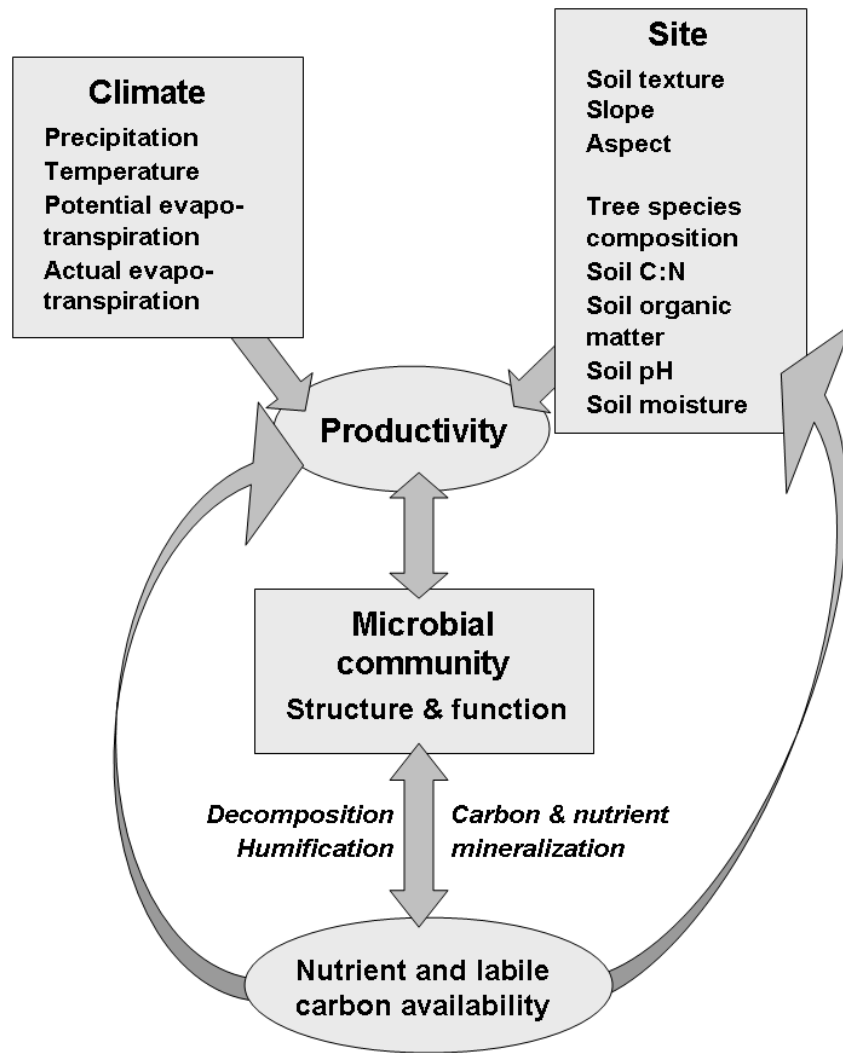 Climate
Precipitation
Temperature
Potential evapo-
transpiration
Actual evapo-
transpiration
Site
Soil texture
Slope
Aspect
Tree species
composition
Soil C:N
Soil organic
matter
Soil pH
Soil moisture
Productivity
Microbial
community
Structure & function
Decomposition
Humification
Carbon & nutrient
mineralization
Nutrient and labile
carbon availability